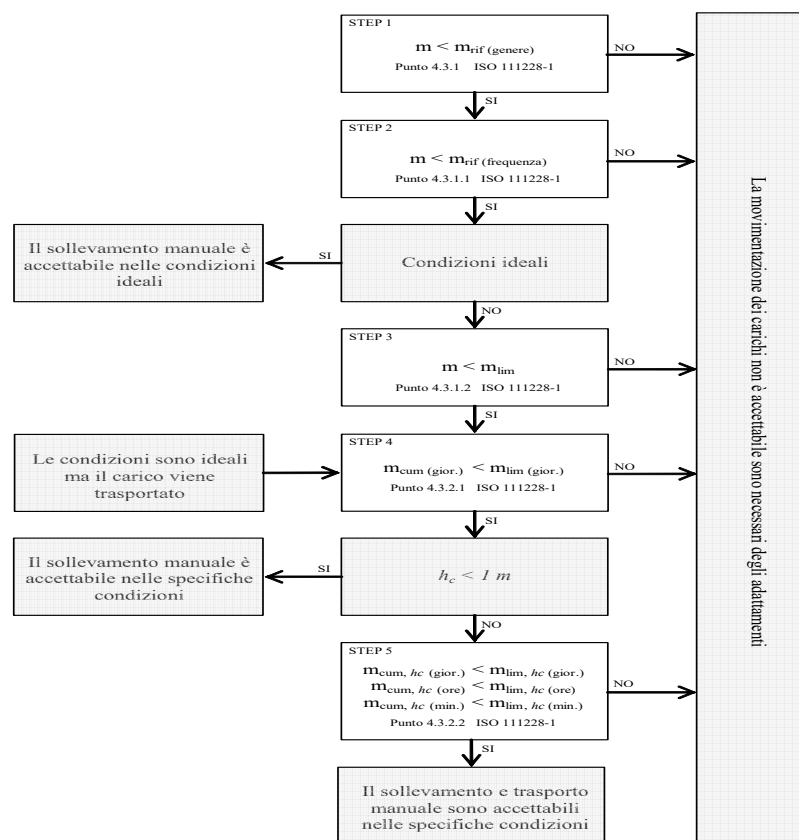 STEP 1
m < mrif (genere)
Punto 4.3.1 ISO 111228-1
NO
SI
STEP 2
m < mrif (frequenza)
Punto 4.3.1.1 ISO 111228-1
NO
SI
Il sollevamento manuale è
accettabile nelle condizioni
ideali
SI
Condizioni ideali
NO
STEP 3
m < mlim
Punto 4.3.1.2 ISO 111228-1
NO
SI
Le condizioni sono ideali
ma il carico viene
trasportato
STEP 4
mcum (gior.) < mlim (gior.)
Punto 4.3.2.1 ISO 111228-1
NO
SI
Il sollevamento manuale è
accettabile nelle specifiche
condizioni
SI
hc < 1 m
NO
STEP 5
mcum, hc (gior.) < mlim, hc (gior.)
mcum, hc (ore) < mlim, hc (ore)
mcum, hc (min.) < mlim, hc (min.)
Punto 4.3.2.2 ISO 111228-1
NO
SI
Il sollevamento e trasporto
manuale sono accettabili
nelle specifiche condizioni
La movimentazione dei carichi non è accettabile sono necessari degli adattamenti